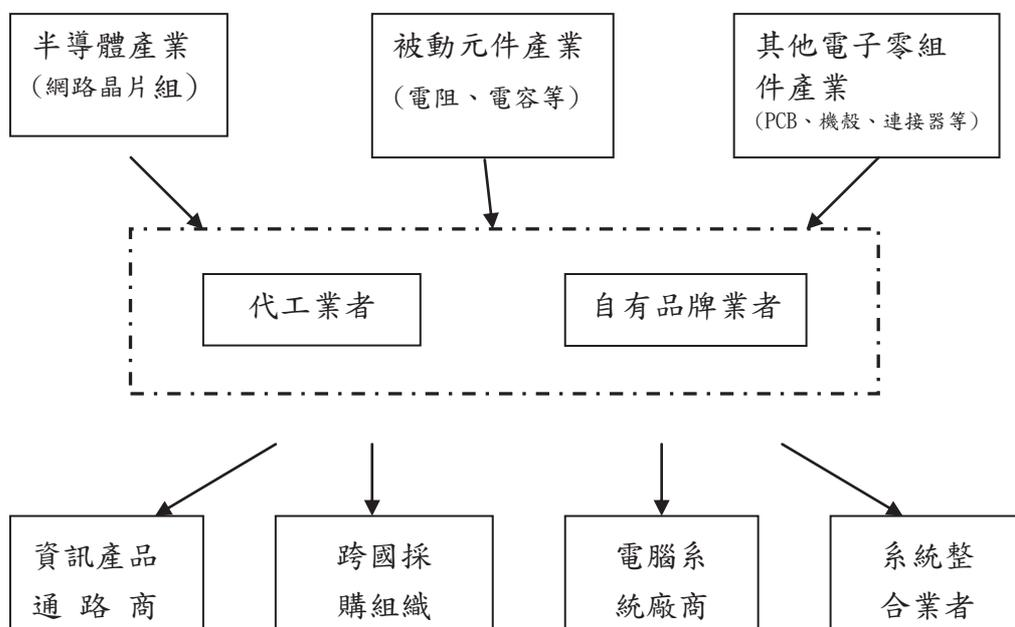 半導體產業
(網路晶片組)
被動元件產業
(電阻、電容等)
其他電子零組
件產業
(PCB、機殼、連接器等)
代工業者
自有品牌業者
資訊產品
通路商
跨國採
購組織
電腦系
統廠商
系統整
合業者